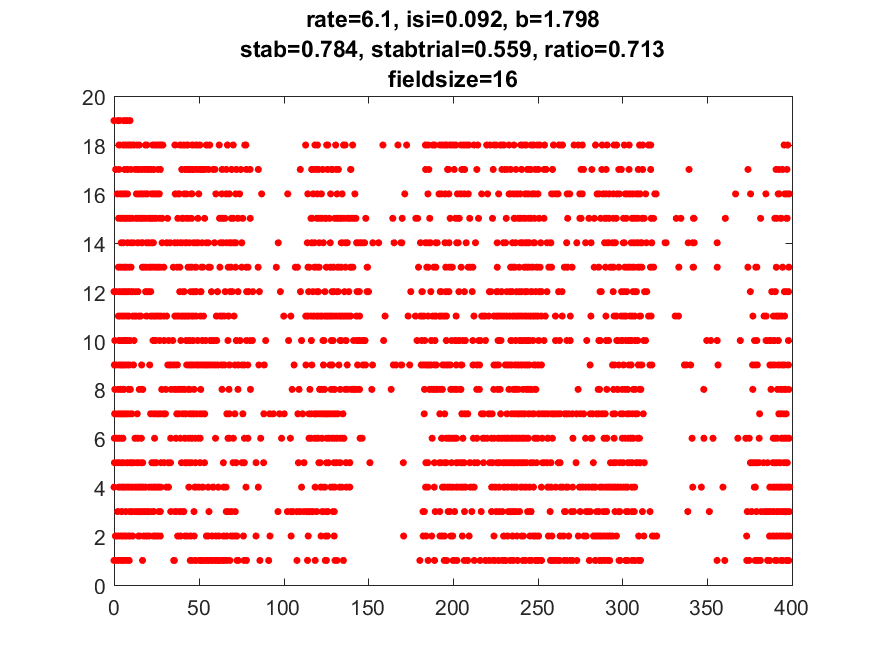 rate=6.1, isi=0.092, b=1.798
stab=0.784, stabtrial=0.559, ratio=0.713
fieldsize=16
20
18
16
14
12
10
8
6
4
2
0
0 50 100 150 200 250 300 350 400